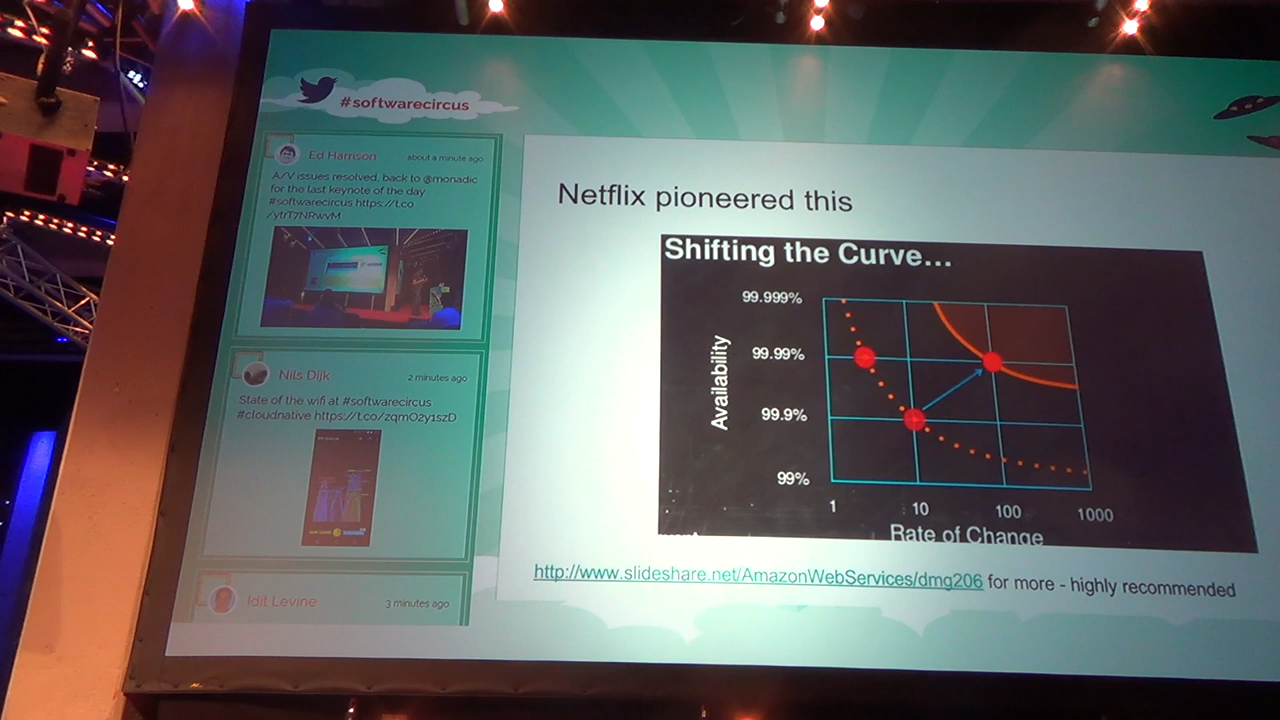 #softwarecircus
Ed Harrison
about a minute ago
A/V issues resolved, back to @monadic
for the last keynote of the day
#softwarecircus https://t.co
/ytrT7NRwvM
Nils Dijk
2 minutes ago
State of the wifi at #softwarecircus
#cloudnative https://t.co/zqmO2y1szD
Idit Levine
3 minutes ago
Netflix pioneered this
Shifting the Curve...
99.999%
99.99%
99.9%
99%
Availability
1
10
100
1000
Rate of Change
http://www.slideshare.net/AmazonWebServices/dmg206 for more - highly recommended